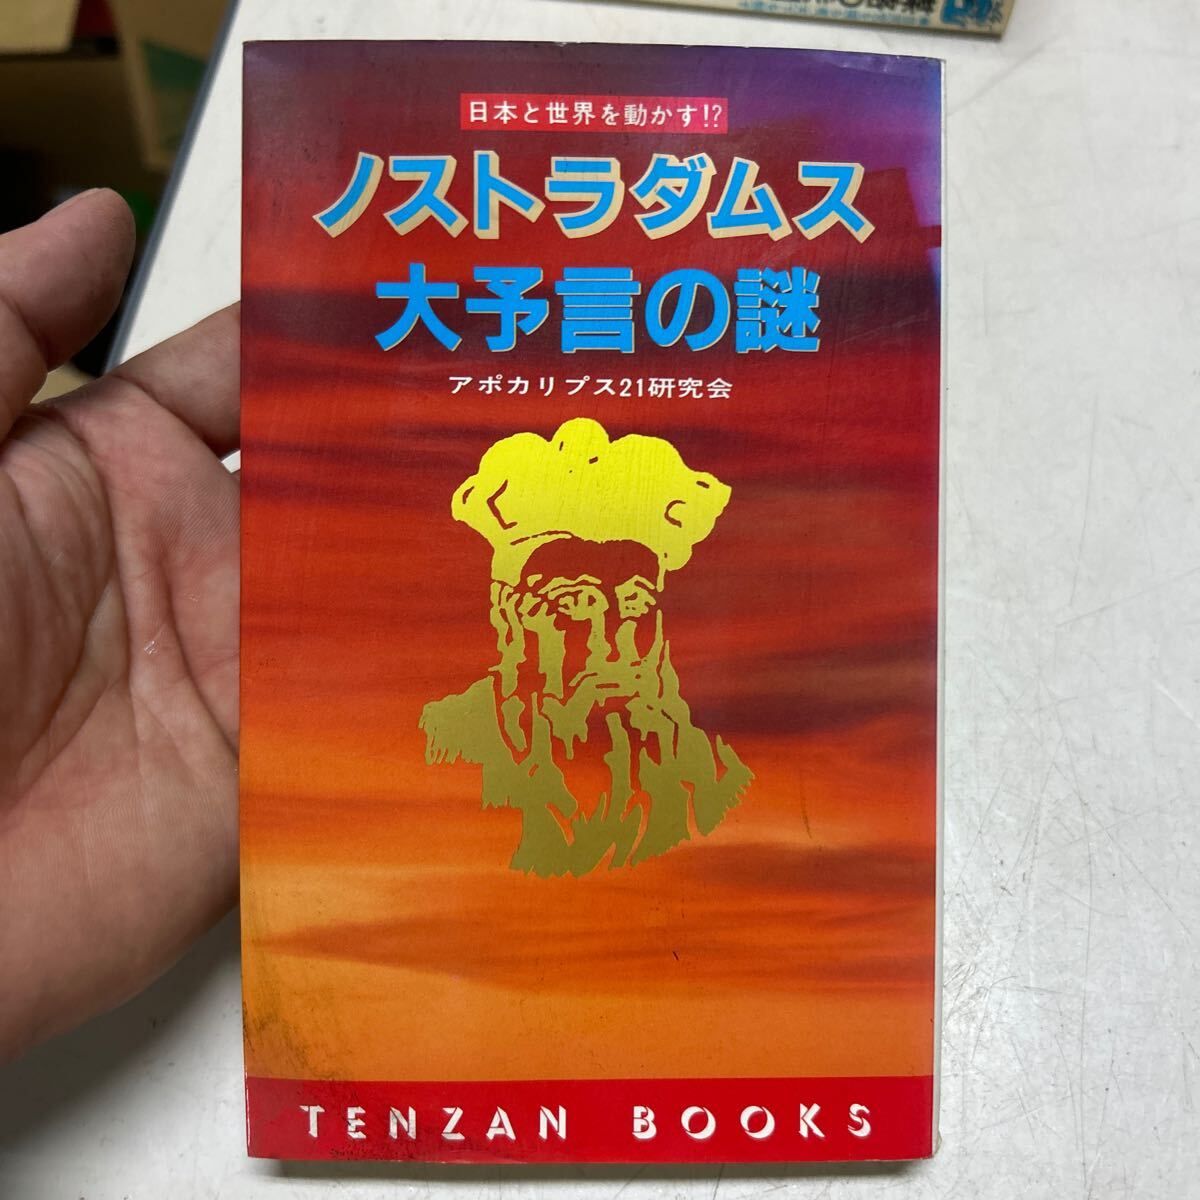 日本と世界を動かす!?
ノストラダムス
大予言の謎
アポカリプス21研究会
TENZAN BOOKS